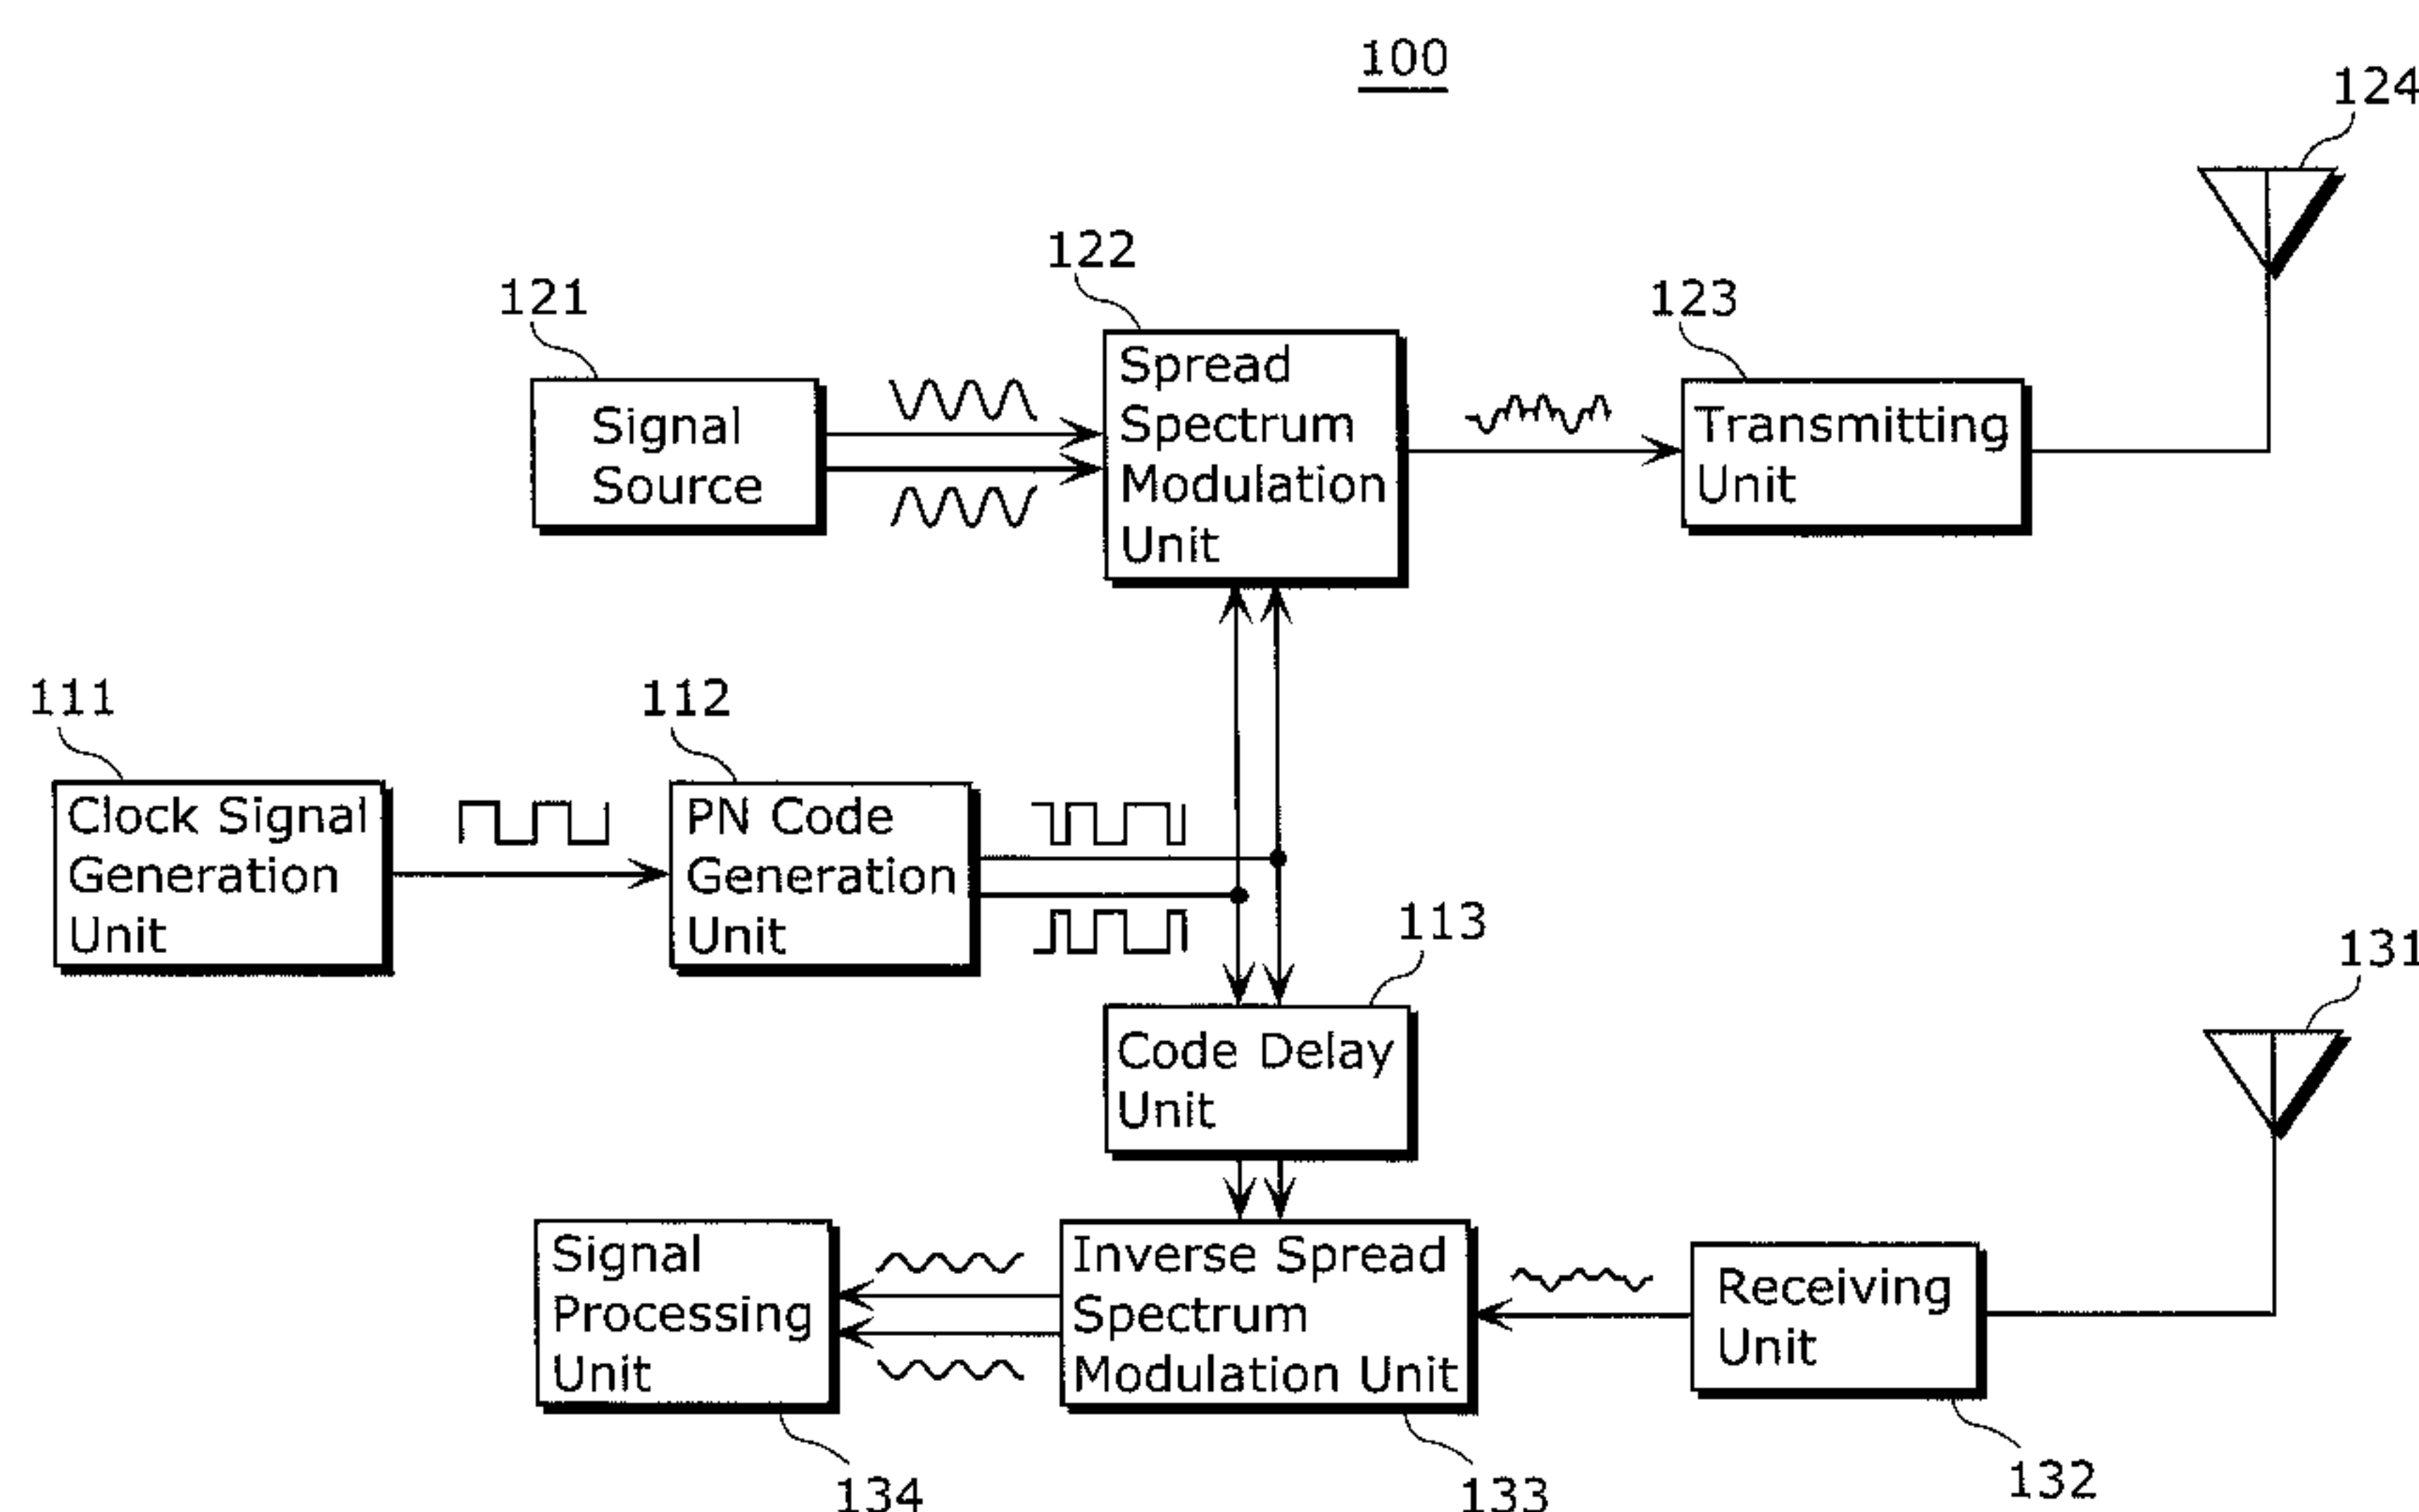 100
124
122
121
123
Spread
Spectrum
Modulation
Unit
Signal
Source
Transmitting
Unit
111
112
Clock Signal
Generation
Unit
PN Code
Generation
Unit
113
131
Code Delay
Unit
Signal
Processing
Unit
Inverse Spread
Spectrum
Modulation Unit
Receiving
Unit
134
133
132